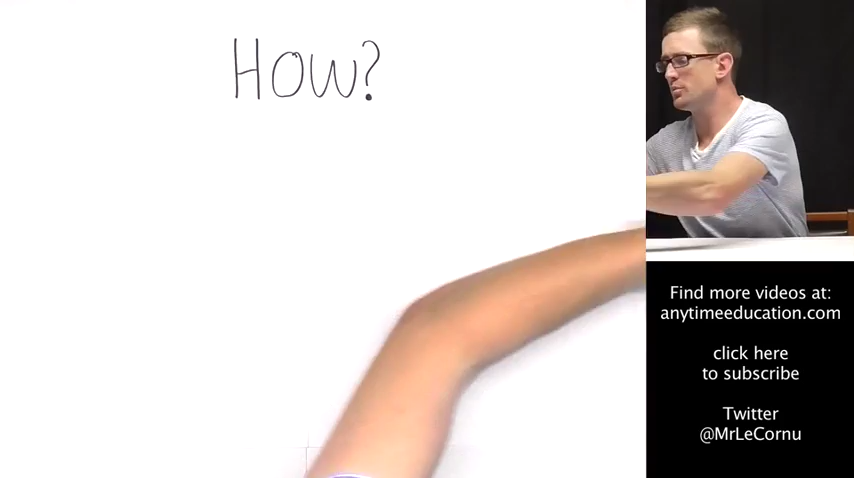 How?
Find more videos at:
anytimeeducation.com
click here
to subscribe
Twitter
@MrLeCornu